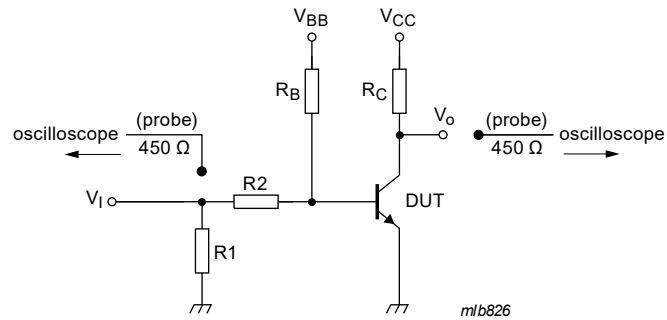 VBB
VCC
RB
RC
(probe)
oscilloscope
450 Ω
Vo
(probe)
oscilloscope
450 Ω
R2
VI
DUT
R1
mlb826